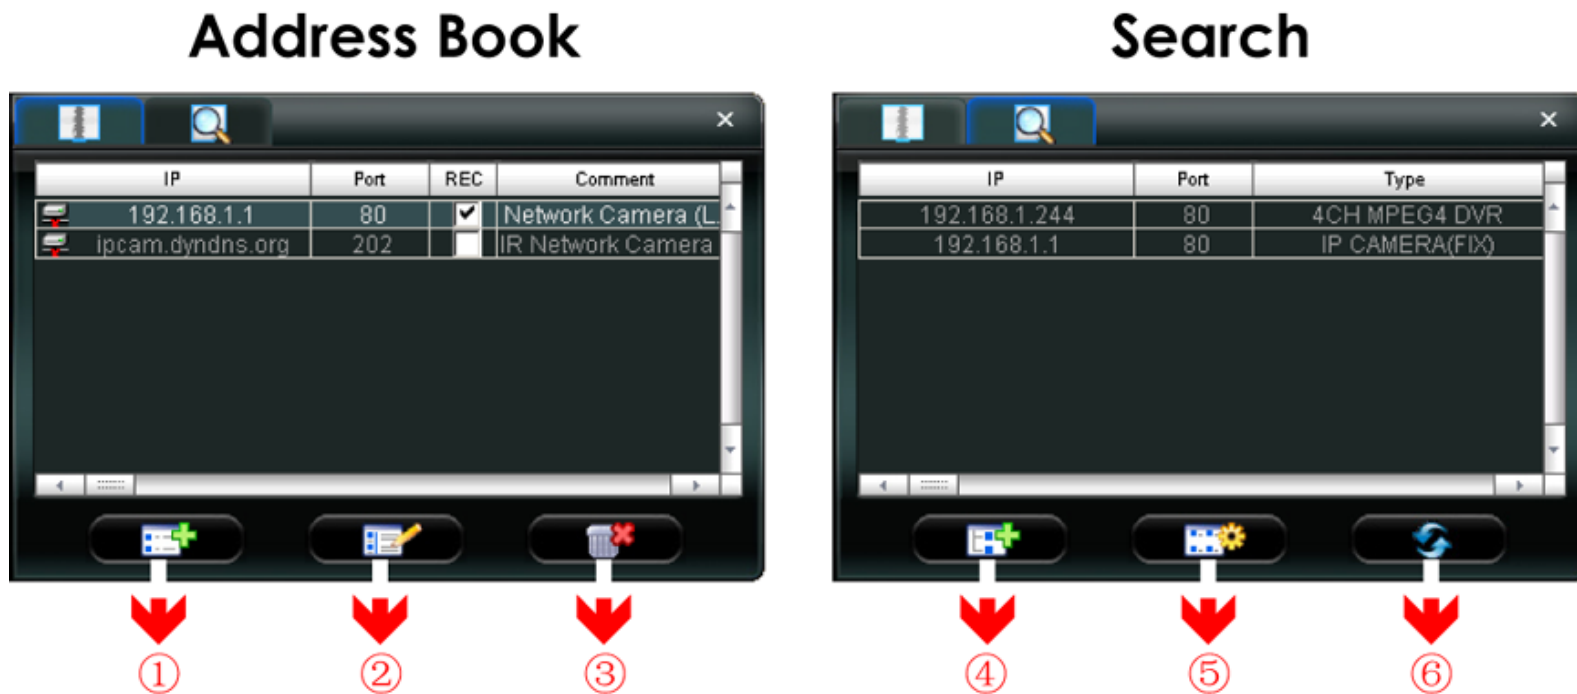 Address Book
IP Port REC Comment
192.168.1.1 80 Network Camera (L.
ipcam.dyndns.org 202 IR Network Camera
① ② ③
Search
IP Port Type
192.168.1.244 80 4CH MPEG4 DVR
192.168.1.1 80 IP CAMERA(FIX)
④ ⑤ ⑥